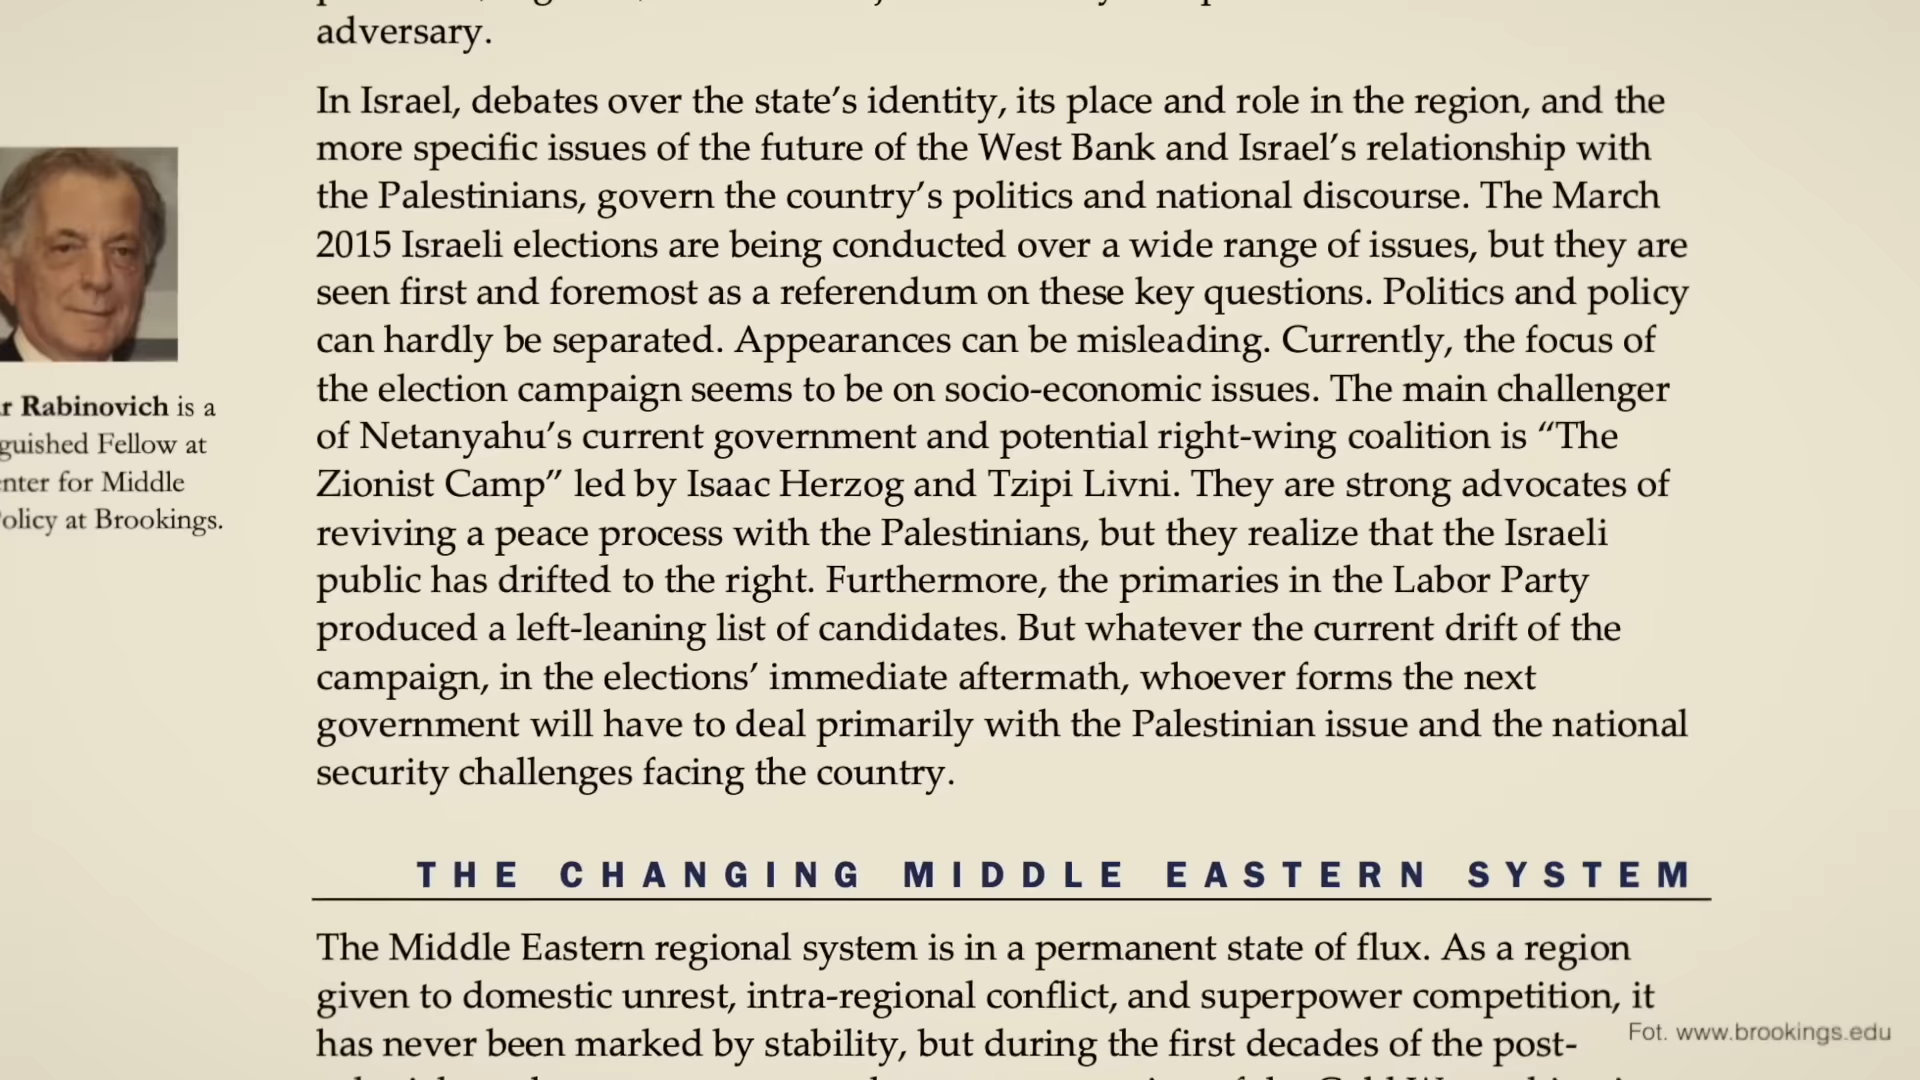 adversary.
In Israel, debates over the state’s identity, its place and role in the region, and the
more specific issues of the future of the West Bank and Israel’s relationship with
the Palestinians, govern the country’s politics and national discourse. The March
2015 Israeli elections are being conducted over a wide range of issues, but they are
seen first and foremost as a referendum on these key questions. Politics and policy
can hardly be separated. Appearances can be misleading. Currently, the focus of
the election campaign seems to be on socio-economic issues. The main challenger
of Netanyahu’s current government and potential right-wing coalition is “The
Zionist Camp” led by Isaac Herzog and Tzipi Livni. They are strong advocates of
reviving a peace process with the Palestinians, but they realize that the Israeli
public has drifted to the right. Furthermore, the primaries in the Labor Party
produced a left-leaning list of candidates. But whatever the current drift of the
campaign, in the elections’ immediate aftermath, whoever forms the next
government will have to deal primarily with the Palestinian issue and the national
security challenges facing the country.
r Rabinovich is a
guished Fellow at
enter for Middle
Policy at Brookings.
THE CHANGING MIDDLE EASTERN SYSTEM
The Middle Eastern regional system is in a permanent state of flux. As a region
given to domestic unrest, intra-regional conflict, and superpower competition, it
has never been marked by stability, but during the first decades of the post-
Fot. www.brookings.edu